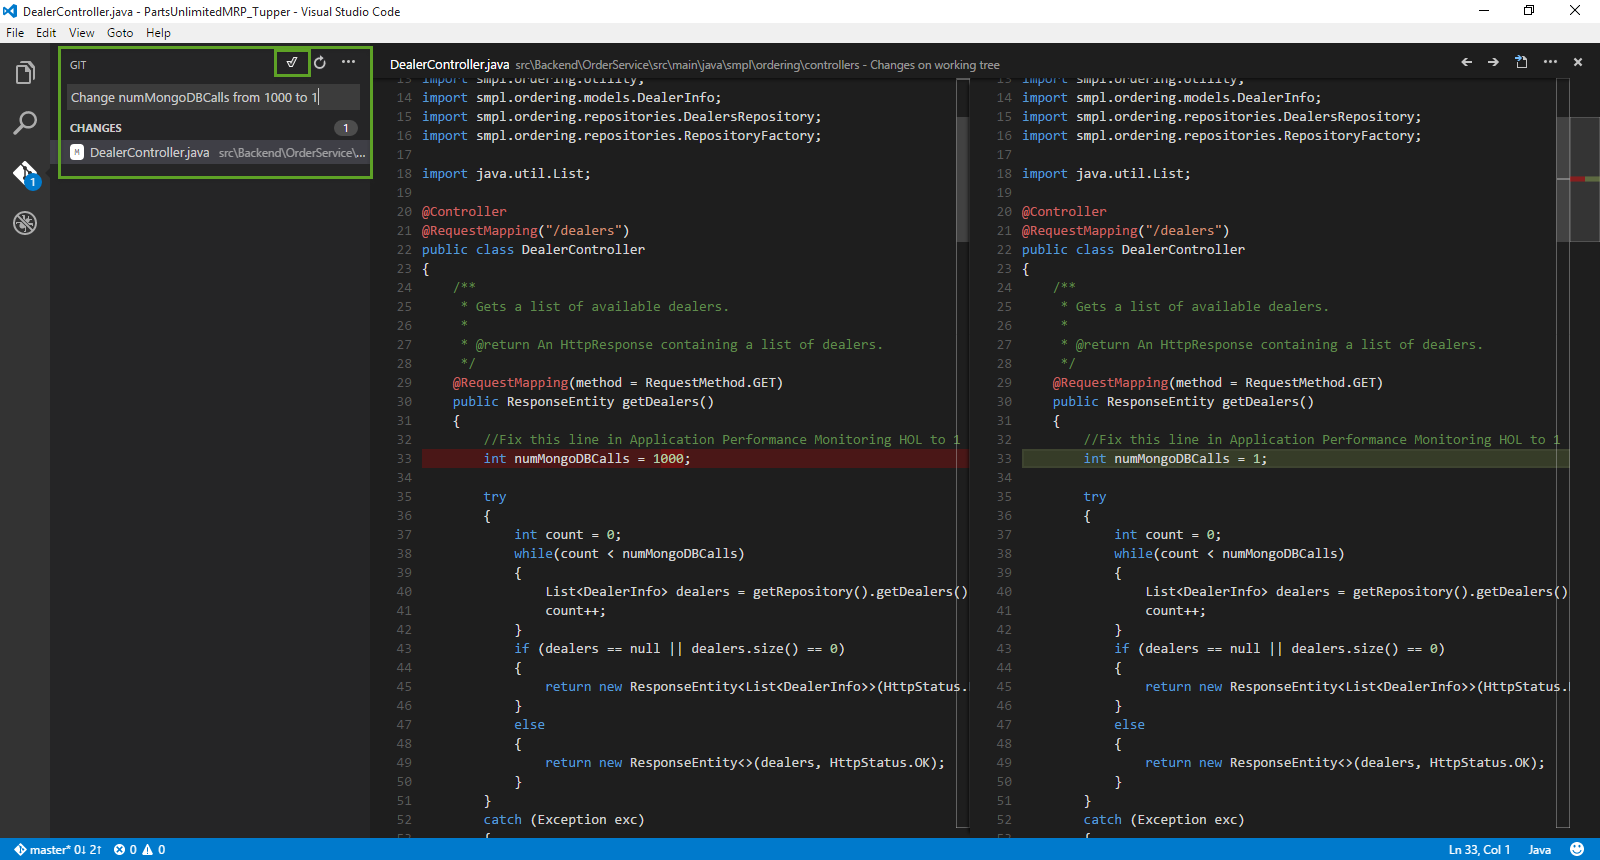 DealerController.java - PartsUnlimitedMRP_Tupper - Visual Studio Code
File Edit View Goto Help
GIT
Change numMongoDBCalls from 1000 to 1
CHANGES 1
M DealerController.java src\Backend\OrderService\...
1
DealerController.java src\Backend\OrderService\src\main\java\smpl\ordering\controllers - Changes on working tree
13 import smpl.ordering.Utility;
14 import smpl.ordering.models.DealerInfo;
15 import smpl.ordering.repositories.DealersRepository;
16 import smpl.ordering.repositories.RepositoryFactory;
17
18 import java.util.List;
19
20 @Controller
21 @RequestMapping("/dealers")
22 public class DealerController
23 {
24 /**
25 * Gets a list of available dealers.
26 *
27 * @return An HttpResponse containing a list of dealers.
28 */
29 @RequestMapping(method = RequestMethod.GET)
30 public ResponseEntity getDealers()
31 {
32 //Fix this line in Application Performance Monitoring HOL to 1
33 int numMongoDBCalls = 1000;
34
35 try
36 {
37 int count = 0;
38 while(count < numMongoDBCalls)
39 {
40 List<DealerInfo> dealers = getRepository().getDealers()
41 count++;
42 }
43 if (dealers == null || dealers.size() == 0)
44 {
45 return new ResponseEntity<List<DealerInfo>>(HttpStatus.
46 }
47 else
48 {
49 return new ResponseEntity<>(dealers, HttpStatus.OK);
50 }
51 }
52 catch (Exception exc)
53 {
13 import smpl.ordering.Utility;
14 import smpl.ordering.models.DealerInfo;
15 import smpl.ordering.repositories.DealersRepository;
16 import smpl.ordering.repositories.RepositoryFactory;
17
18 import java.util.List;
19
20 @Controller
21 @RequestMapping("/dealers")
22 public class DealerController
23 {
24 /**
25 * Gets a list of available dealers.
26 *
27 * @return An HttpResponse containing a list of dealers.
28 */
29 @RequestMapping(method = RequestMethod.GET)
30 public ResponseEntity getDealers()
31 {
32 //Fix this line in Application Performance Monitoring HOL to 1
33 int numMongoDBCalls = 1;
34
35 try
36 {
37 int count = 0;
38 while(count < numMongoDBCalls)
39 {
40 List<DealerInfo> dealers = getRepository().getDealers()
41 count++;
42 }
43 if (dealers == null || dealers.size() == 0)
44 {
45 return new ResponseEntity<List<DealerInfo>>(HttpStatus.
46 }
47 else
48 {
49 return new ResponseEntity<>(dealers, HttpStatus.OK);
50 }
51 }
52 catch (Exception exc)
53 {
master* 0↓ 2↑ 0 0 Ln 33, Col 1 Java